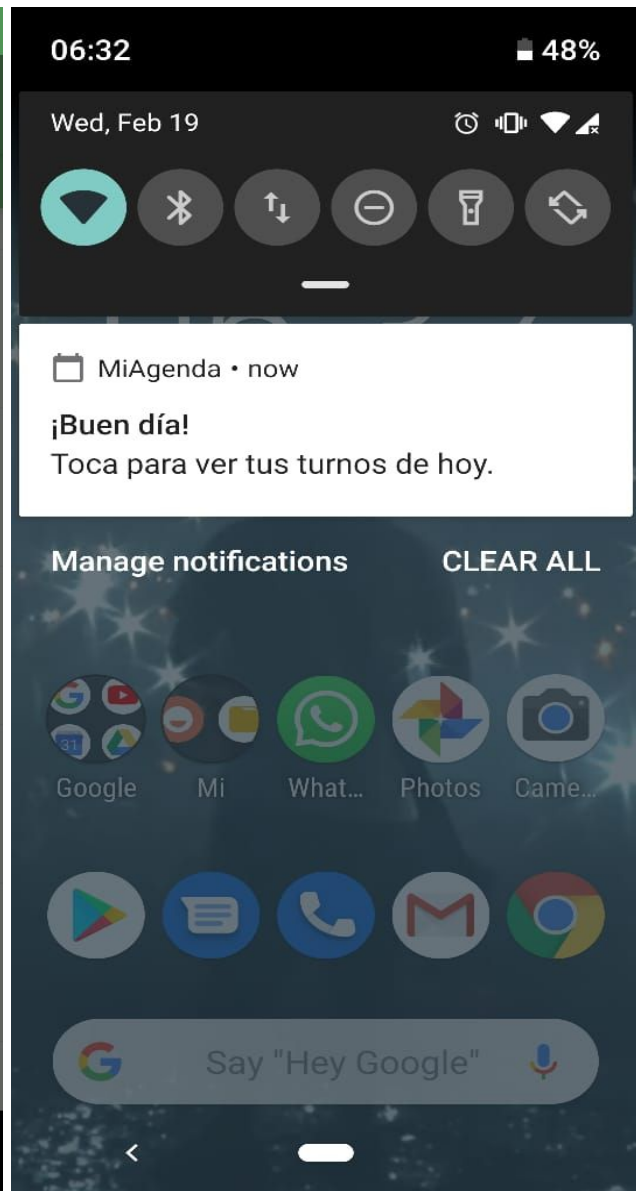 06:32
48%
Wed, Feb 19
MiAgenda • now
¡Buen día!
Toca para ver tus turnos de hoy.
Manage notifications
CLEAR ALL
31
Google
Mi
What...
Photos
Came...
Say "Hey Google"